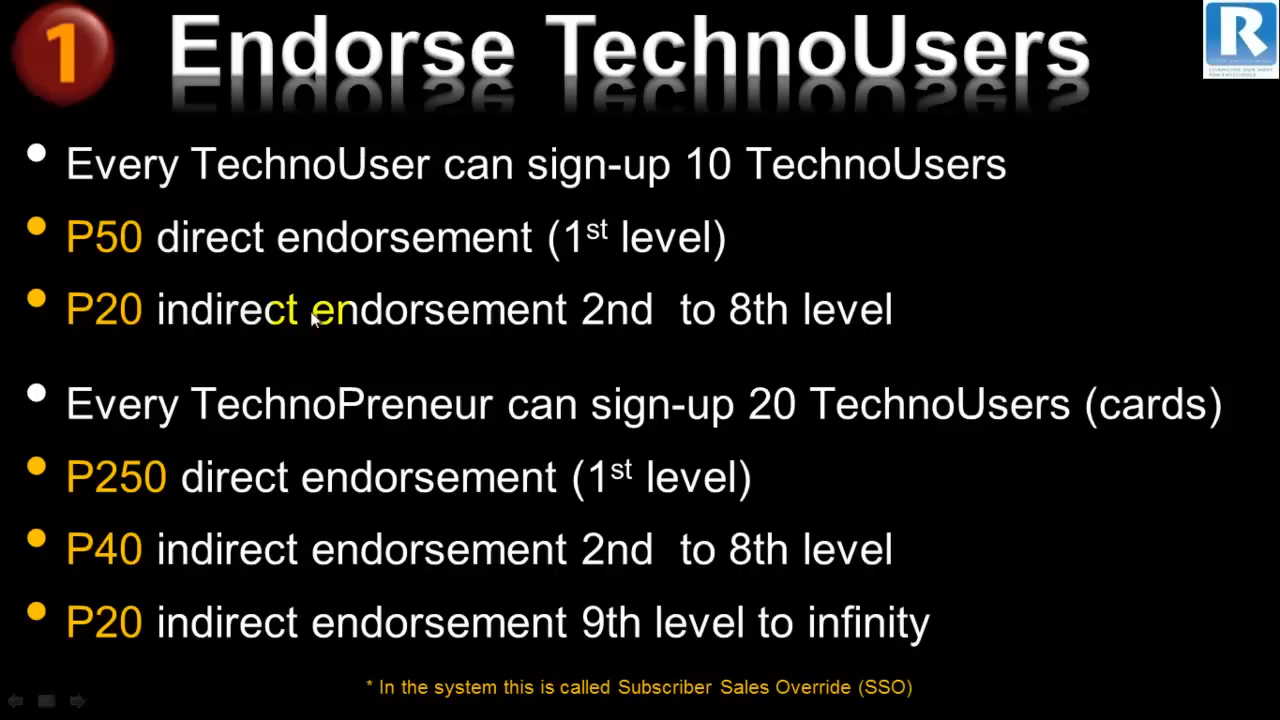 1 Endorse TechnoUsers
R
• Every TechnoUser can sign-up 10 TechnoUsers
• P50 direct endorsement (1st level)
• P20 indirect endorsement 2nd  to 8th level
• Every TechnoPreneur can sign-up 20 TechnoUsers (cards)
• P250 direct endorsement (1st level)
• P40 indirect endorsement 2nd  to 8th level
• P20 indirect endorsement 9th level to infinity
* In the system this is called Subscriber Sales Override (SSO)